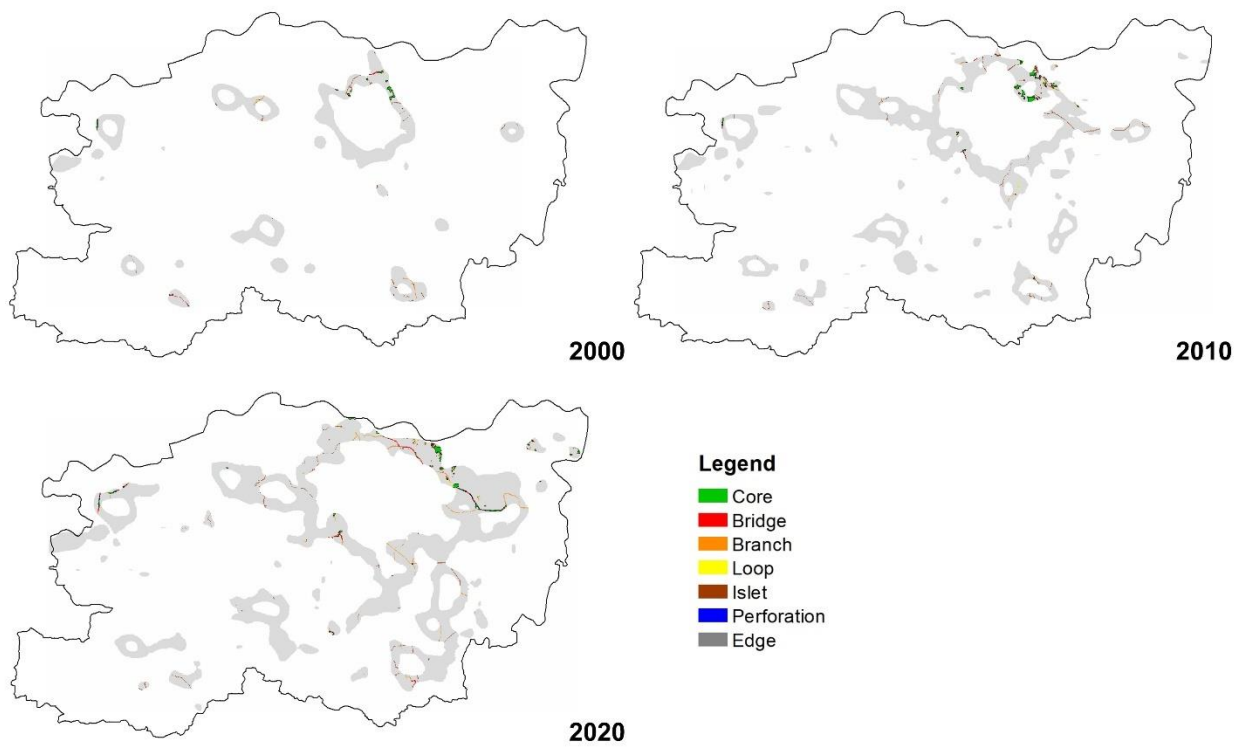 2000
2010
2020
Legend
Core
Bridge
Branch
Loop
Islet
Perforation
Edge